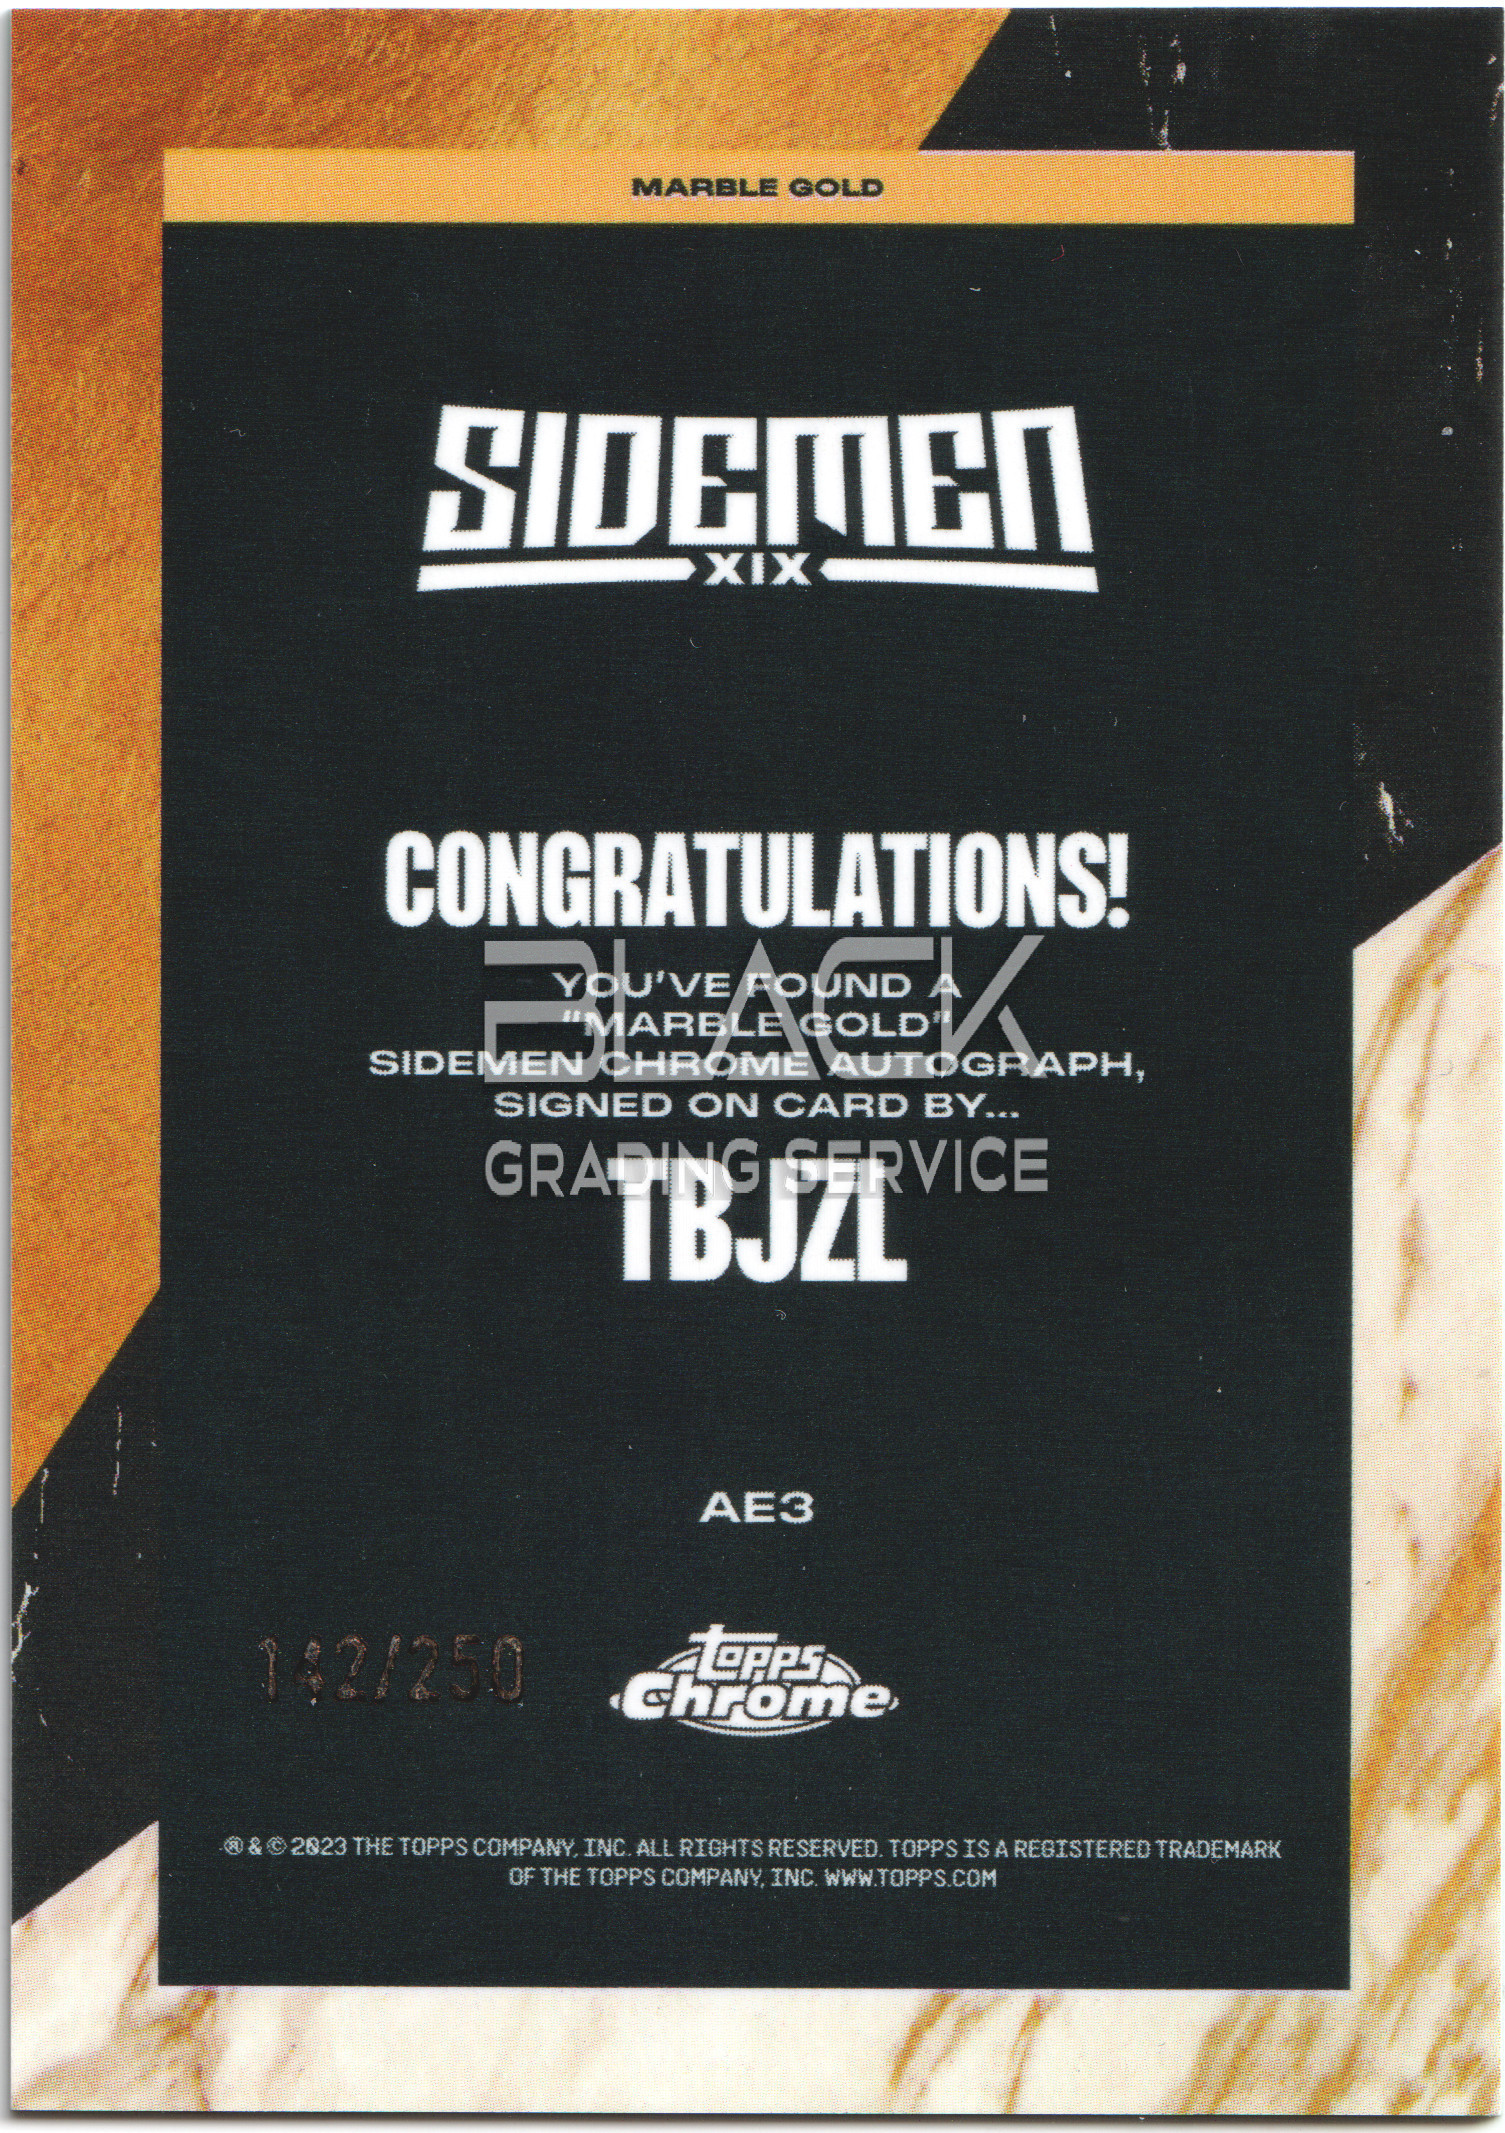 MARBLE GOLD
SIDEMEN
XIX
CONGRATULATIONS!
YOU'VE FOUND A
"MARBLE GOLD"
SIDEMEN CHROME AUTOGRAPH,
SIGNED ON CARD BY...
TBJZL
BLACK
GRADING SERVICE
AE3
142/250
topps
Chrome
® & © 2023 THE TOPPS COMPANY, INC. ALL RIGHTS RESERVED. TOPPS IS A REGISTERED TRADEMARK
OF THE TOPPS COMPANY, INC. WWW.TOPPS.COM